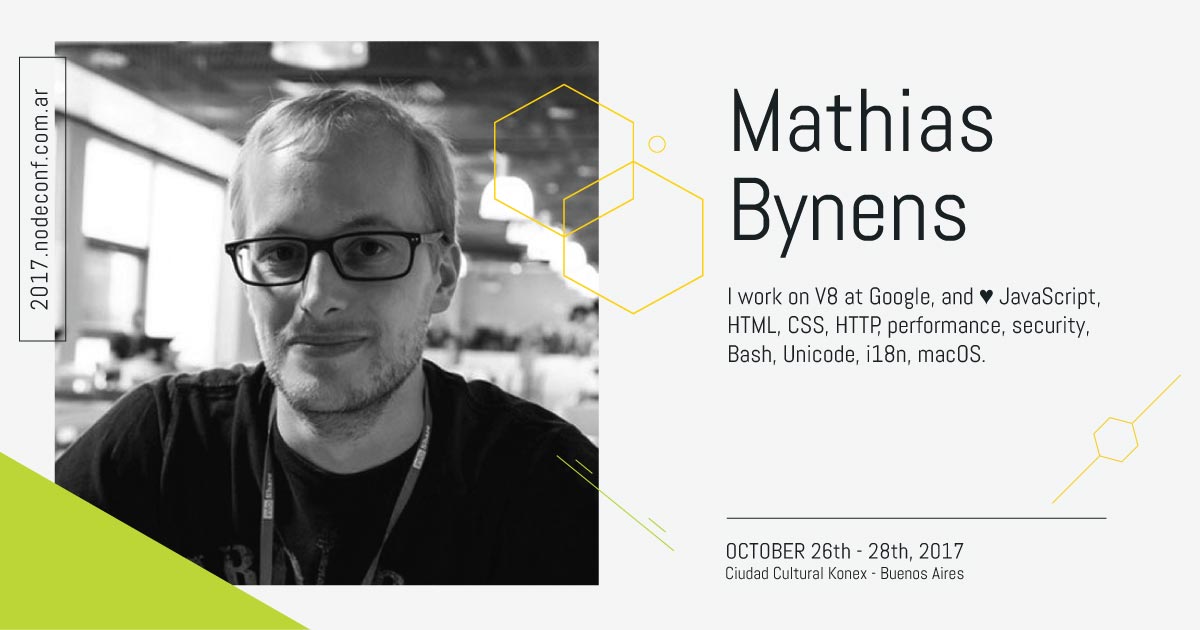 2017.nodeconf.com.ar
Mathias
Bynens
I work on V8 at Google, and ♥ JavaScript,
HTML, CSS, HTTP, performance, security,
Bash, Unicode, i18n, macOS.
OCTOBER 26th - 28th, 2017
Ciudad Cultural Konex - Buenos Aires